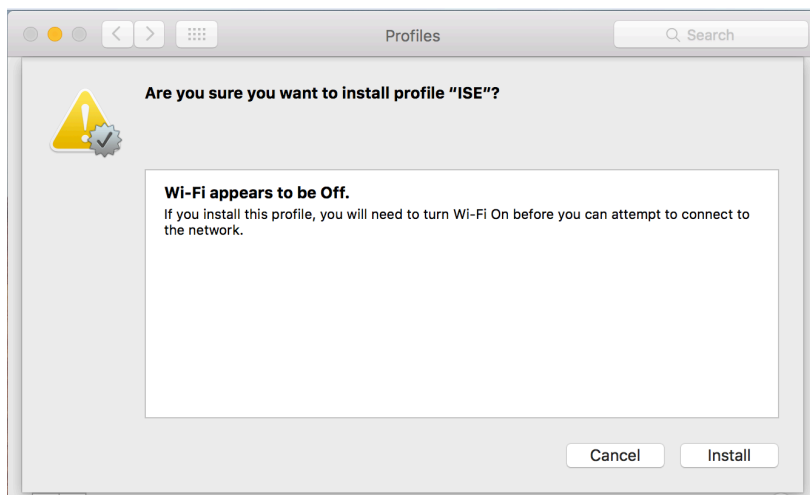 Profiles
Search
Are you sure you want to install profile “ISE”?
Wi-Fi appears to be Off.
If you install this profile, you will need to turn Wi-Fi On before you can attempt to connect to
the network.
Cancel
Install